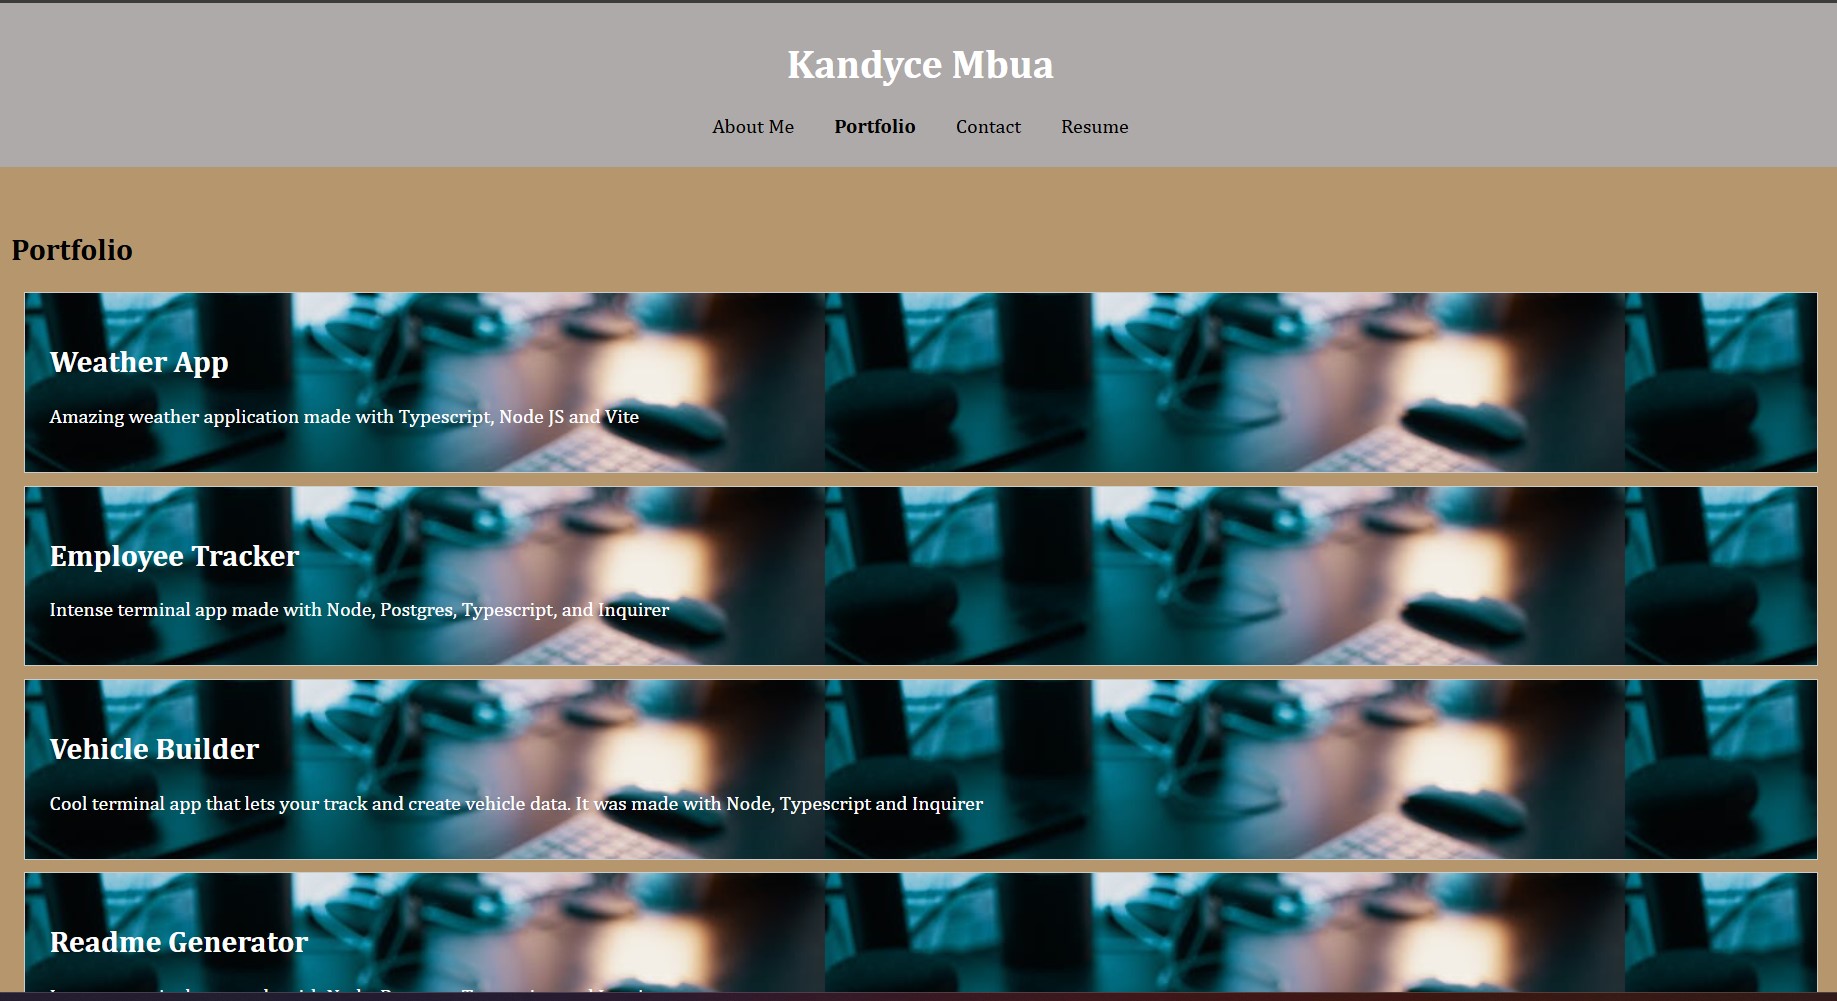 Kandyce Mbua
About Me Portfolio Contact Resume
Portfolio
Weather App
Amazing weather application made with Typescript, Node JS and Vite
Employee Tracker
Intense terminal app made with Node, Postgres, Typescript, and Inquirer
Vehicle Builder
Cool terminal app that lets your track and create vehicle data. It was made with Node, Typescript and Inquirer
Readme Generator